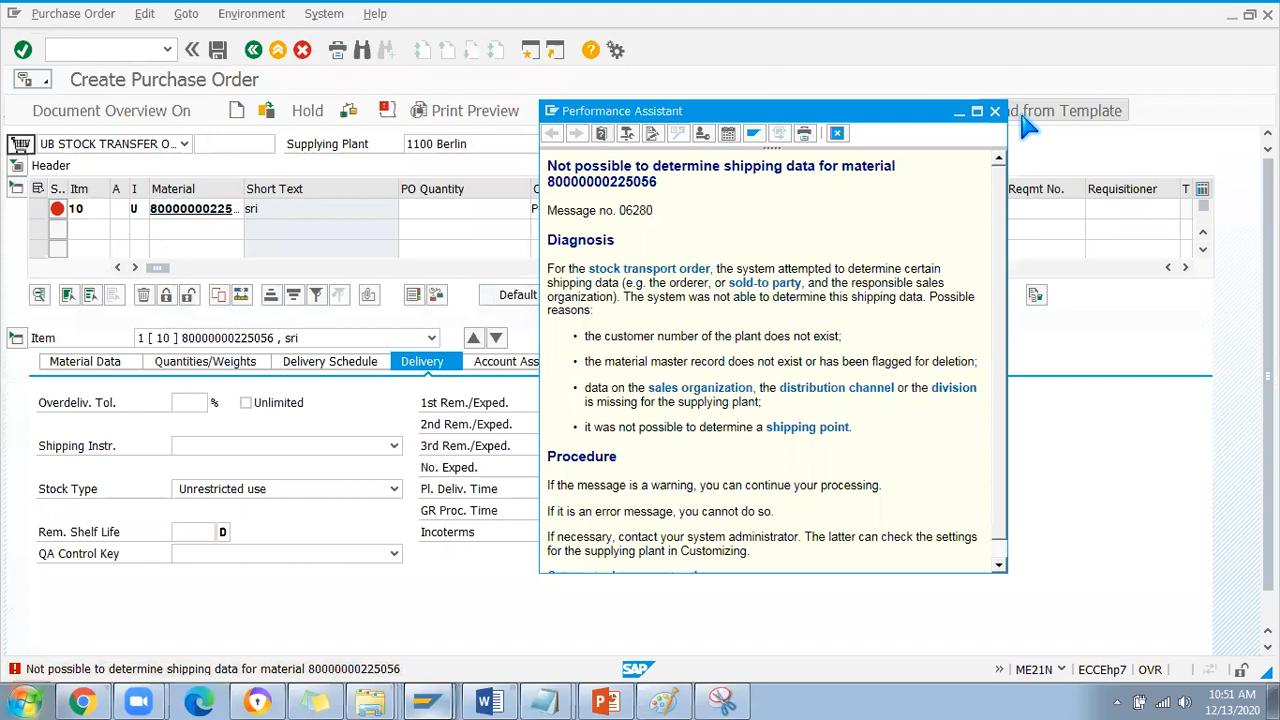 Purchase Order Edit Goto Environment System Help
Create Purchase Order
Document Overview On Hold Print Preview d from Template
Performance Assistant
UB STOCK TRANSFER O... Supplying Plant 1100 Berlin
Header
S.. Itm A I Material Short Text PO Quantity Reqmt No. Requisitioner T
10 U 80000000225... sri P
Default
Item 1 [ 10 ] 80000000225056 , sri
Material Data Quantities/Weights Delivery Schedule Delivery Account Ass
Overdeliv. Tol. % Unlimited 1st Rem./Exped.
2nd Rem./Exped.
Shipping Instr. 3rd Rem./Exped.
No. Exped.
Stock Type Unrestricted use Pl. Deliv. Time
GR Proc. Time
Rem. Shelf Life D Incoterms
QA Control Key
Not possible to determine shipping data for material
80000000225056
Message no. 06280
Diagnosis
For the stock transport order, the system attempted to determine certain
shipping data (e.g. the orderer, or sold-to party, and the responsible sales
organization). The system was not able to determine this shipping data. Possible
reasons:
• the customer number of the plant does not exist;
• the material master record does not exist or has been flagged for deletion;
• data on the sales organization, the distribution channel or the division
is missing for the supplying plant;
• it was not possible to determine a shipping point.
Procedure
If the message is a warning, you can continue your processing.
If it is an error message, you cannot do so.
If necessary, contact your system administrator. The latter can check the settings
for the supplying plant in Customizing.
Not possible to determine shipping data for material 80000000225056 SAP » ME21N ECCEhp7 OVR
10:51 AM
12/13/2020